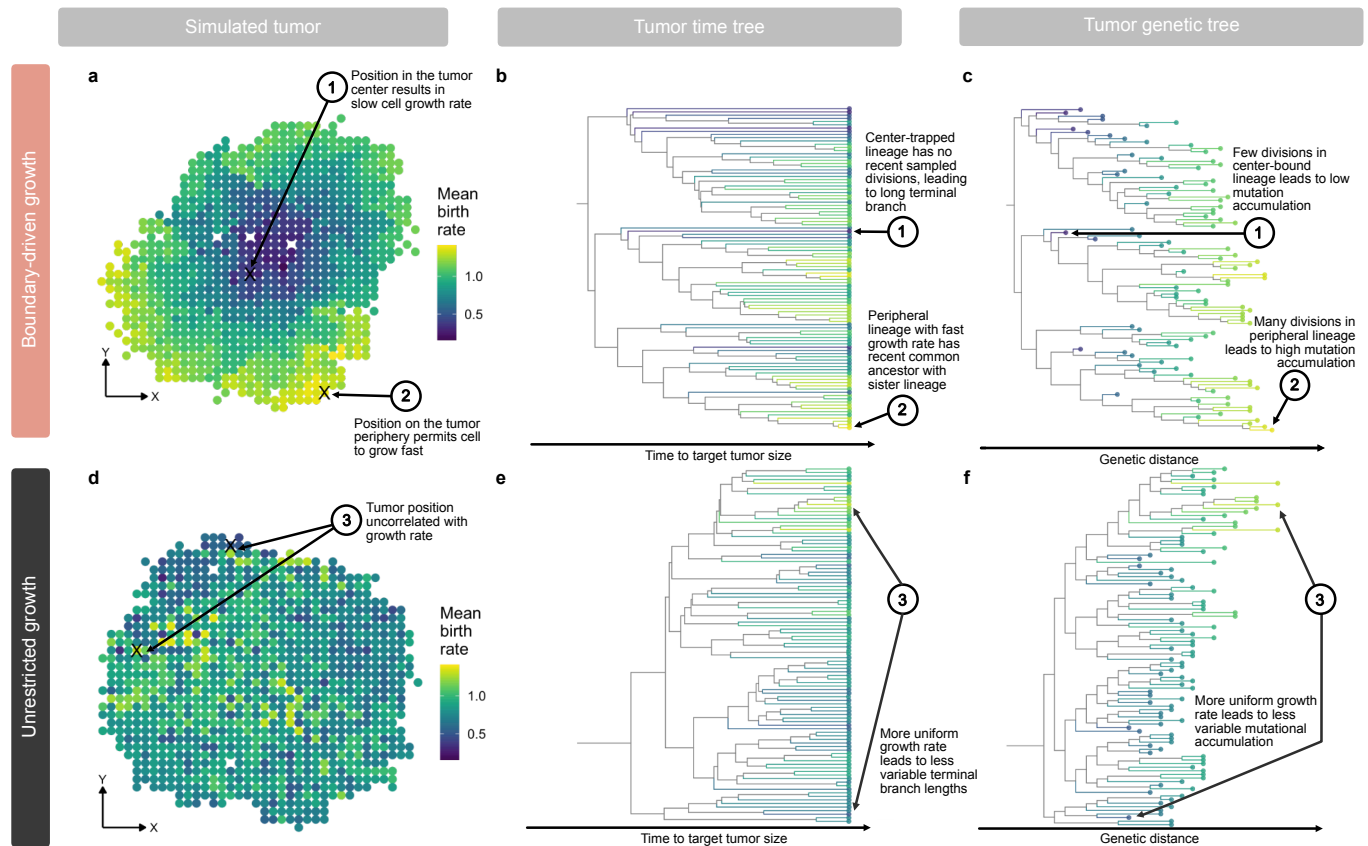 Simulated tumor
Tumor time tree
Tumor genetic tree
Boundary-driven growth
a
1
Position in the tumor
center results in
slow cell growth rate
Mean
birth
rate
1.0
0.5
Y
X
2
Position on the tumor
periphery permits cell
to grow fast
b
Center-trapped
lineage has no
recent sampled
divisions, leading
to long terminal
branch
1
Peripheral
lineage with fast
growth rate has
recent common
ancestor with
sister lineage
2
Time to target tumor size
c
Few divisions in
center-bound
lineage leads to low
mutation
accumulation
1
Many divisions in
peripheral lineage
leads to high mutation
accumulation
2
Genetic distance
Unrestricted growth
d
3
Tumor position
uncorrelated with
growth rate
Mean
birth
rate
1.0
0.5
Y
X
e
3
More uniform
growth rate
leads to less
variable terminal
branch lengths
Time to target tumor size
f
3
More uniform growth
rate leads to less
variable mutational
accumulation
Genetic distance